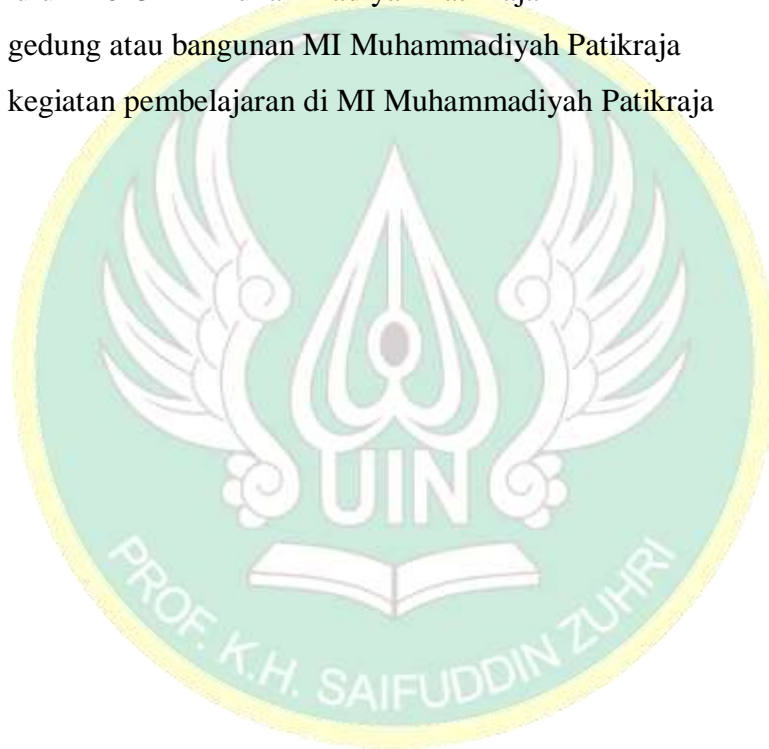 gedung atau bangunan MI Muhammadiyah Patikraja
kegiatan pembelajaran di MI Muhammadiyah Patikraja
UIN
PROF. K.H. SAIFUDDIN ZUHRI